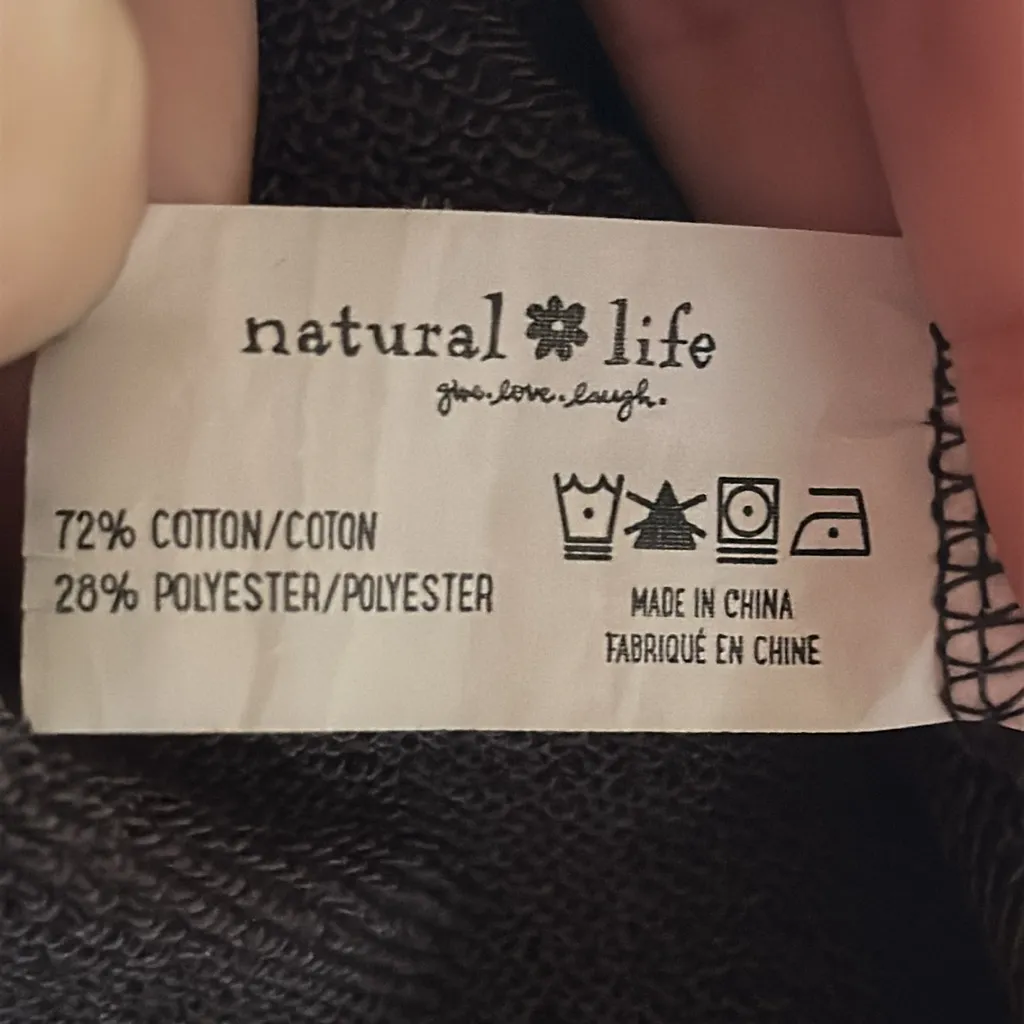 natural life
give.love.laugh.
72% COTTON/COTON
28% POLYESTER/POLYESTER
MADE IN CHINA
FABRIQUÉ EN CHINE